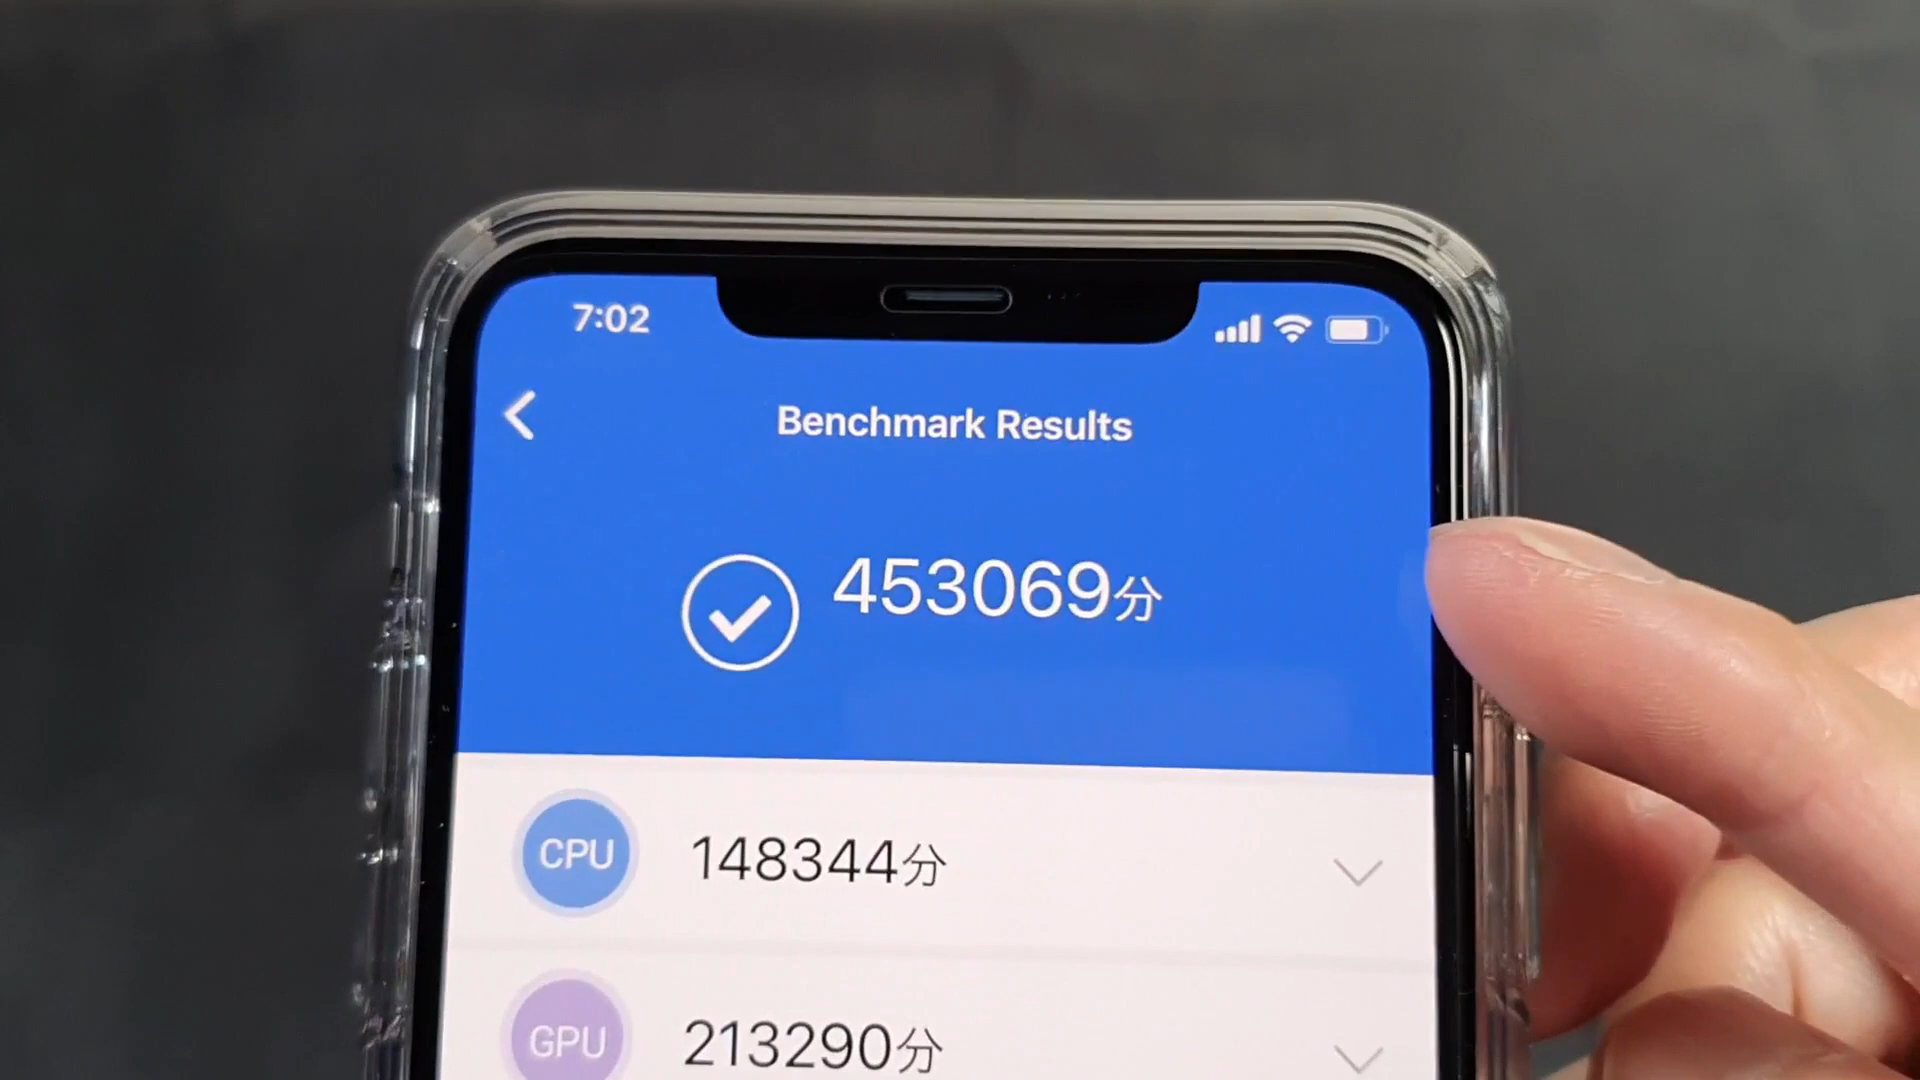 7:02
Benchmark Results
453069分
CPU 148344分
GPU 213290分